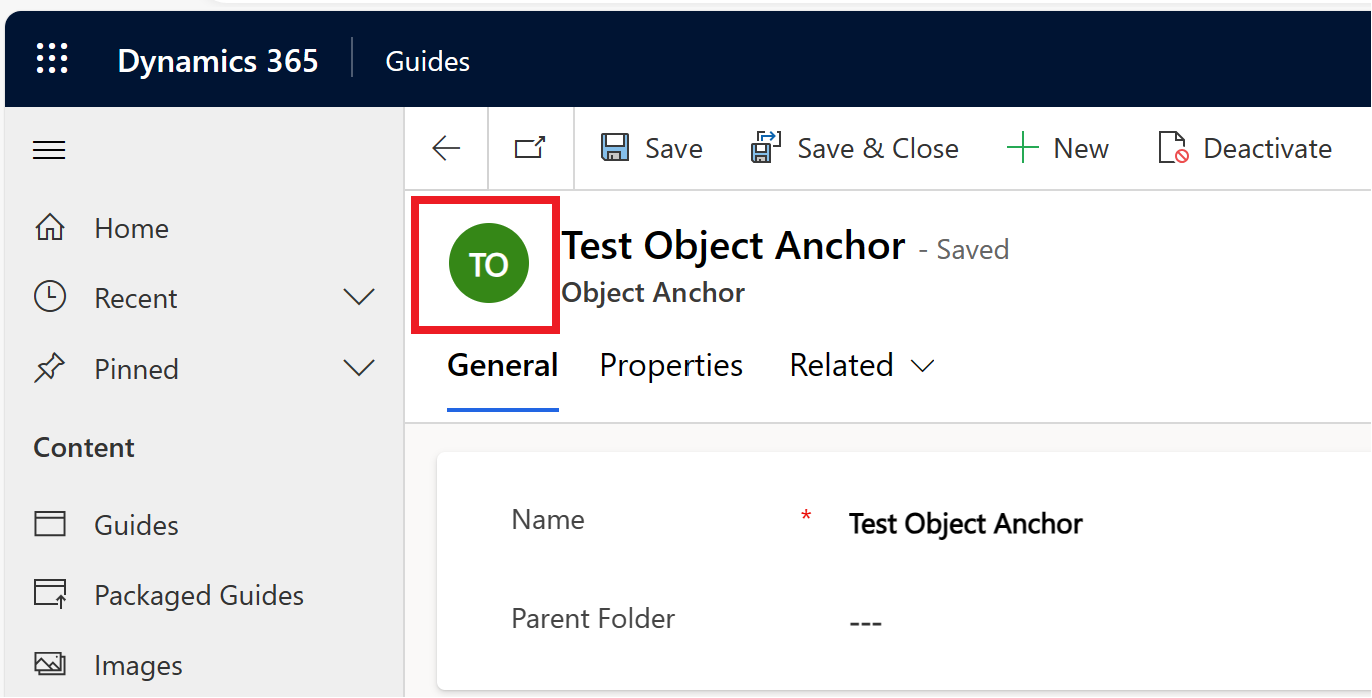 Dynamics 365 Guides
Save Save & Close New Deactivate
Home
Recent
Pinned
Content
Guides
Packaged Guides
Images
TO
Test Object Anchor - Saved
Object Anchor
General Properties Related
Name * Test Object Anchor
Parent Folder ---